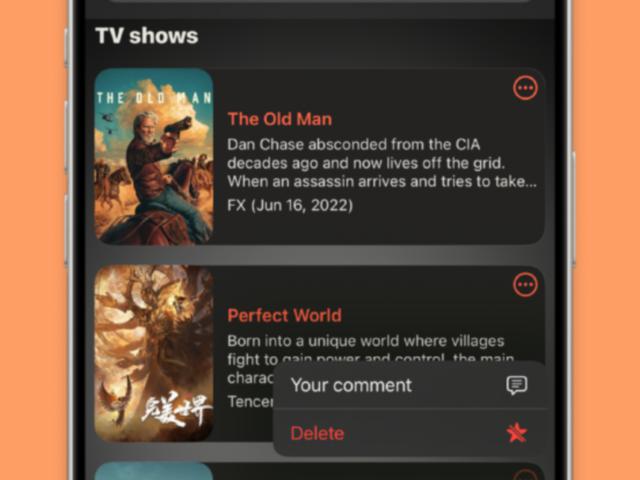 TV shows
THE OLD MAN
The Old Man
Dan Chase absconded from the CIA
decades ago and now lives off the grid.
When an assassin arrives and tries to take...
FX (Jun 16, 2022)
完美世界
Perfect World
Born into a unique world where villages
fight to gain power and control, the main
charac
Tencen
Your comment
Delete